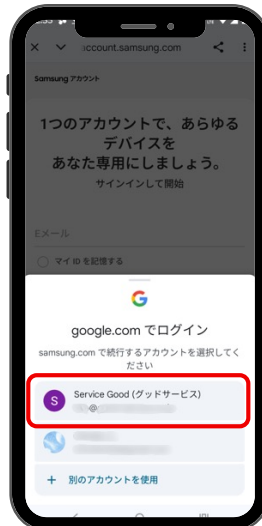 ccount.samsung.com
Samsung アカウント
1つのアカウントで、あらゆる
デバイスを
あなた専用にしましょう。
サインインして開始
Eメール
マイ ID を記憶する
G
google.com でログイン
samsung.com で続行するアカウントを選択してく
ださい
S
Service Good (グッドサービス)
@
+ 別のアカウントを使用